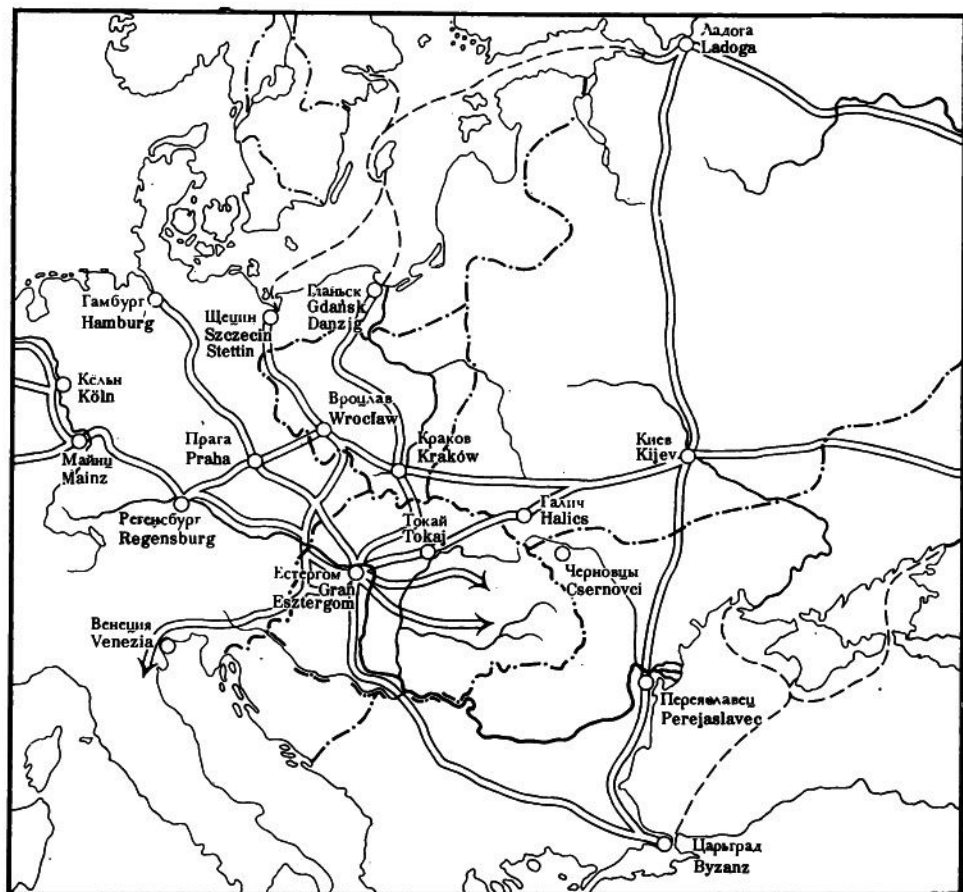 Ладога
Ladoga
Гамбург
Hamburg
Щецин
Szczecin
Stettin
Гданьск
Gdańsk
Danzig
Кёльн
Köln
Майнц
Mainz
Вроцлав
Wrocław
Прага
Praha
Краков
Kraków
Киев
Kijev
Регенсбург
Regensburg
Галич
Halics
Токай
Tokaj
Естергом
Gran
Esztergom
Черновцы
Csernovci
Венеция
Venezia
Переяславец
Perejaslavec
Царьград
Byzanz